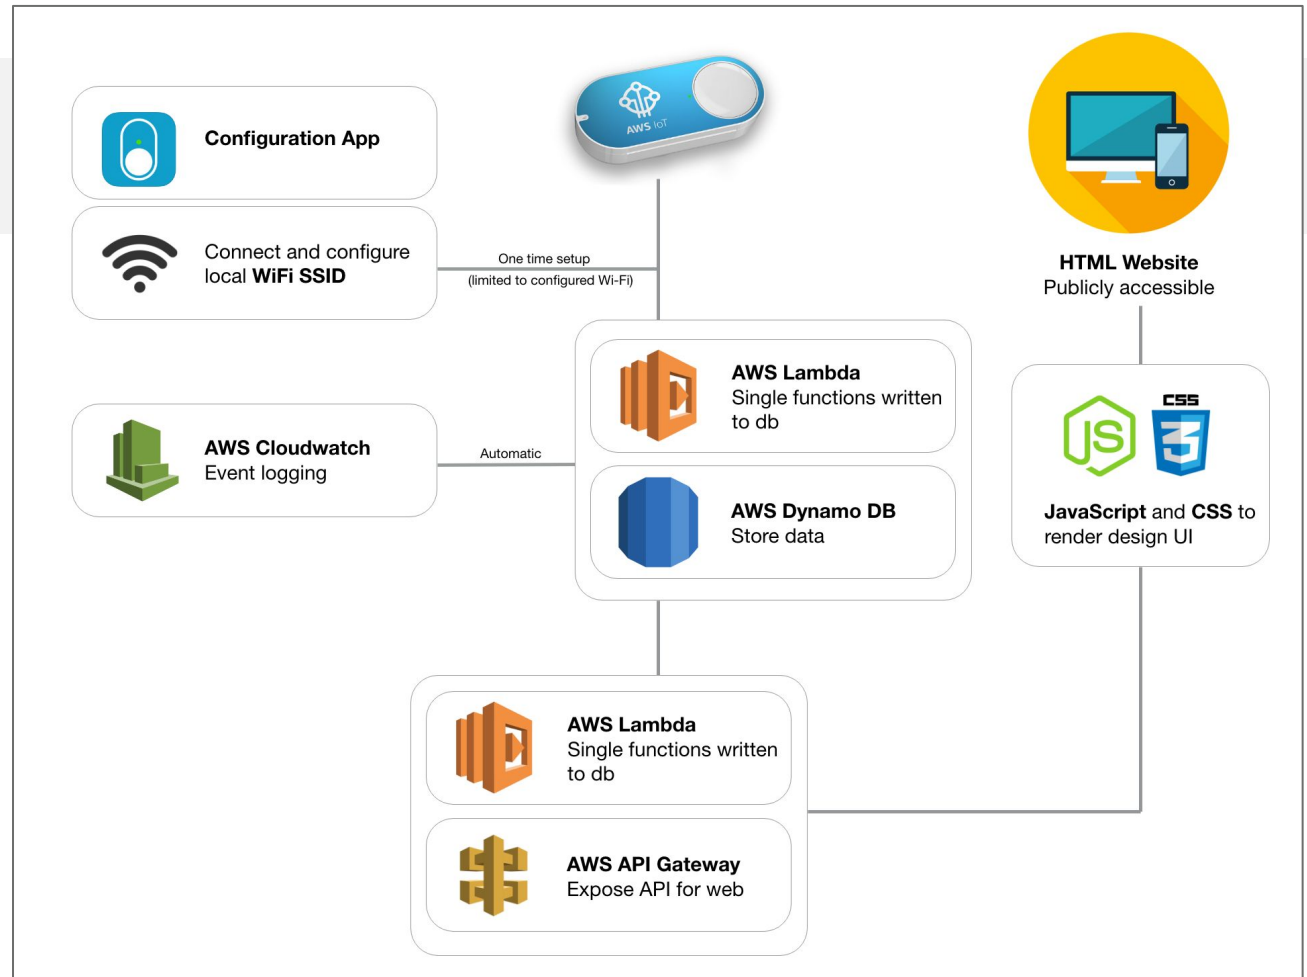 Configuration App
Connect and configure
local WiFi SSID
AWS IoT
One time setup
(limited to configured Wi-Fi)
HTML Website
Publicly accessible
AWS Lambda
Single functions written
to db
AWS Cloudwatch
Event logging
Automatic
AWS Dynamo DB
Store data
JS
CSS
3
JavaScript and CSS to
render design UI
AWS Lambda
Single functions written
to db
AWS API Gateway
Expose API for web